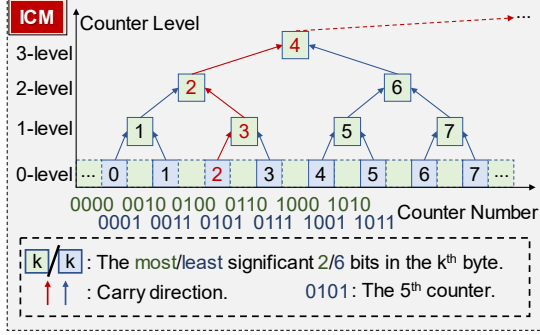 ICM
Counter Level
...
3-level
4
2-level
2
6
1-level
1
3
5
7
0-level
... 0 1 2 3 4 5 6 7 ...
0000 0010 0100 0110 1000 1010
0001 0011 0101 0111 1001 1011
Counter Number
k / k : The most/least significant 2/6 bits in the kth byte.
: Carry direction.
0101 : The 5th counter.